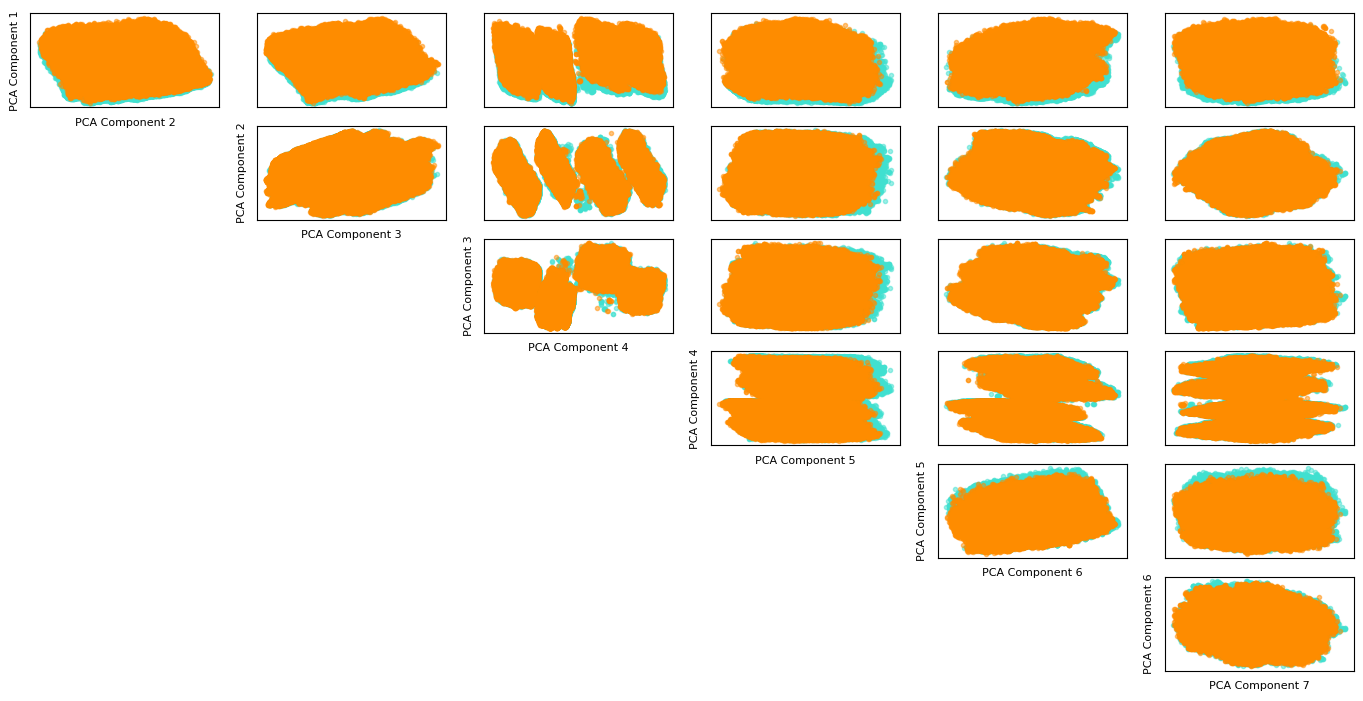 PCA Component 1
PCA Component 2
PCA Component 2
PCA Component 3
PCA Component 3
PCA Component 4
PCA Component 4
PCA Component 5
PCA Component 5
PCA Component 6
PCA Component 6
PCA Component 7